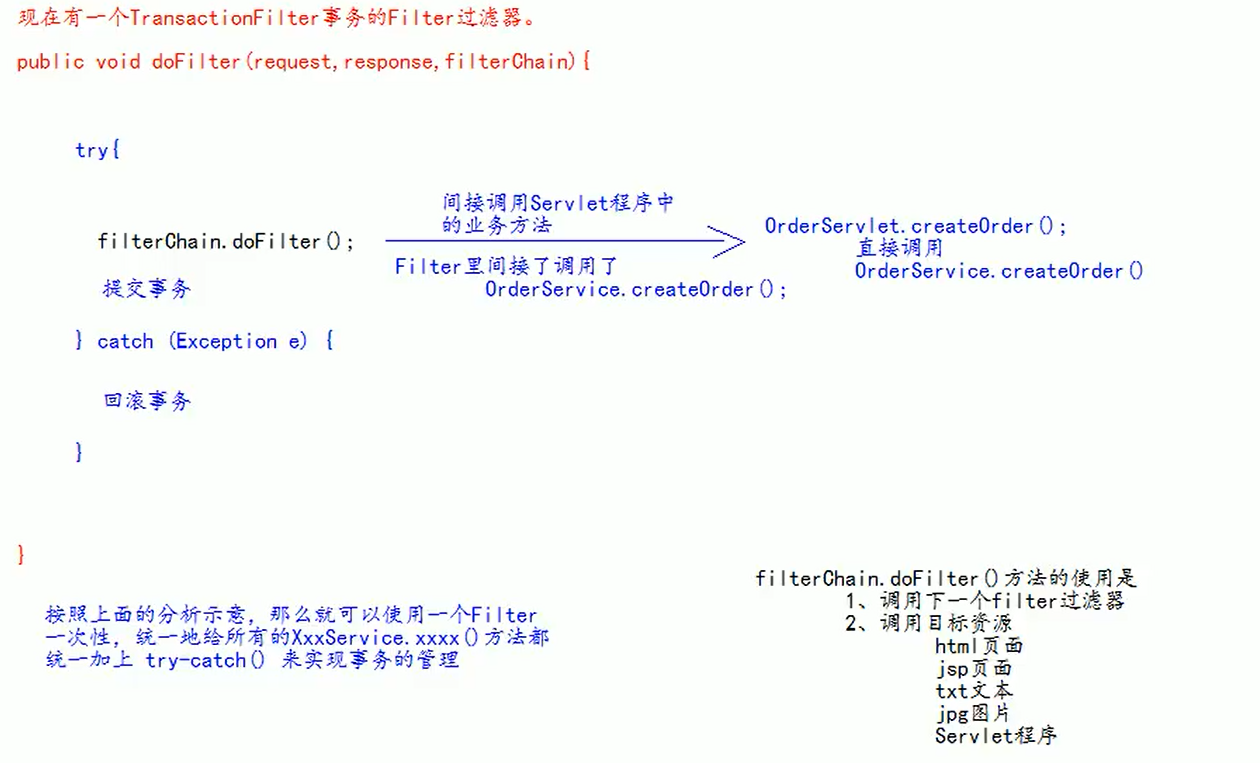 现在有一个TransactionFilter事务的Filter过滤器。
public void doFilter(request,response,filterChain){
try{
filterChain.doFilter();
间接调用Servlet程序中
的业务方法
Filter里间接了调用了
OrderService.createOrder();
OrderServlet.createOrder();
直接调用
OrderService.createOrder()
提交事务
} catch (Exception e) {
回滚事务
}
}
按照上面的分析示意，那么就可以使用一个Filter
一次性，统一地给所有的XxxService.xxxx()方法都
统一加上 try-catch() 来实现事务的管理
filterChain.doFilter()方法的使用是
1、调用下一个filter过滤器
2、调用目标资源
html页面
jsp页面
txt文本
jpg图片
Servlet程序